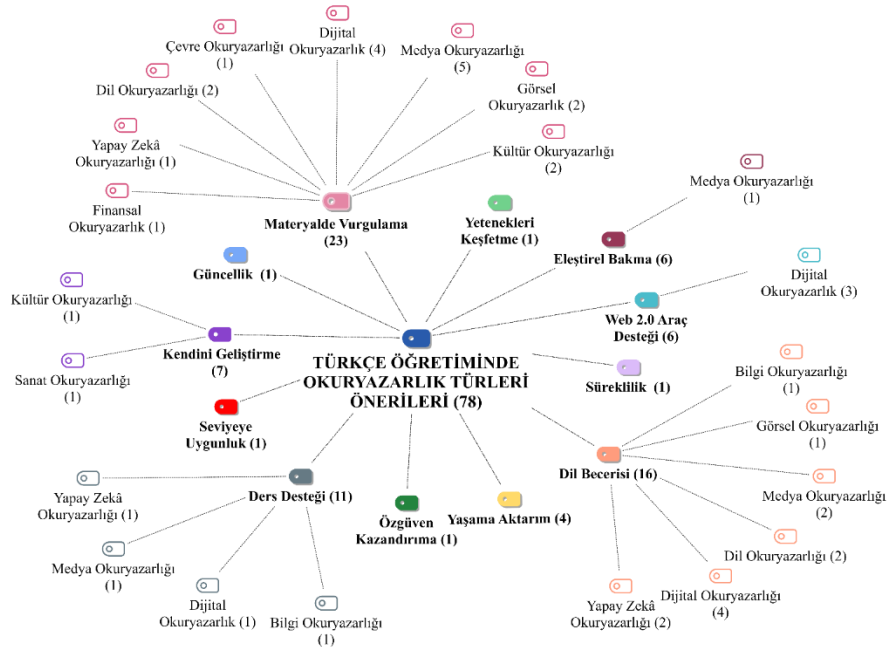 Çevre Okuryazarlığı
(1)
Dijital
Okuryazarlık (4)
Medya Okuryazarlığı
(5)
Dil Okuryazarlığı (2)
Görsel
Okuryazarlık (2)
Yapay Zekâ
Okuryazarlığı (1)
Kültür Okuryazarlığı
(2)
Finansal
Okuryazarlık (1)
Materyalde Vurgulama
(23)
Yetenekleri
Keşfetme (1)
Medya Okuryazarlığı
(1)
Eleştirel Bakma (6)
Güncellik (1)
Dijital
Okuryazarlık (3)
Kültür Okuryazarlığı
(1)
Web 2.0 Araç
Desteği (6)
Kendini Geliştirme
(7)
Sanat Okuryazarlığı
(1)
TÜRKÇE ÖĞRETİMİNDE
OKURYAZARLIK TÜRLERİ
ÖNERİLERİ (78)
Süreklilik (1)
Bilgi Okuryazarlığı
(1)
Seviyeye
Uygunluk (1)
Görsel Okuryazarlığı
(1)
Dil Becerisi (16)
Ders Desteği (11)
Yapay Zekâ
Okuryazarlığı (1)
Medya Okuryazarlığı
(2)
Özgüven
Kazandırıma (1)
Yaşama Aktarım (4)
Dil Okuryazarlığı (2)
Medya Okuryazarlığı
(1)
Dijital
Okuryazarlık (1)
Bilgi Okuryazarlığı
(1)
Yapay Zekâ
Okuryazarlığı (2)
Dijital Okuryazarlığı
(4)